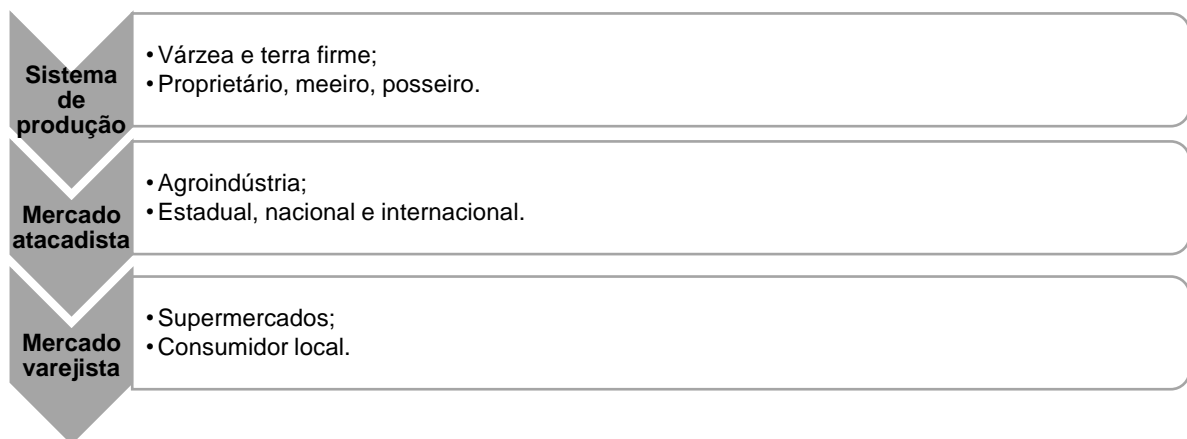 Sistema
de
produção
• Várzea e terra firme;
• Proprietário, meeiro, posseiro.
Mercado
atacadista
• Agroindústria;
• Estadual, nacional e internacional.
Mercado
varejista
• Supermercados;
• Consumidor local.